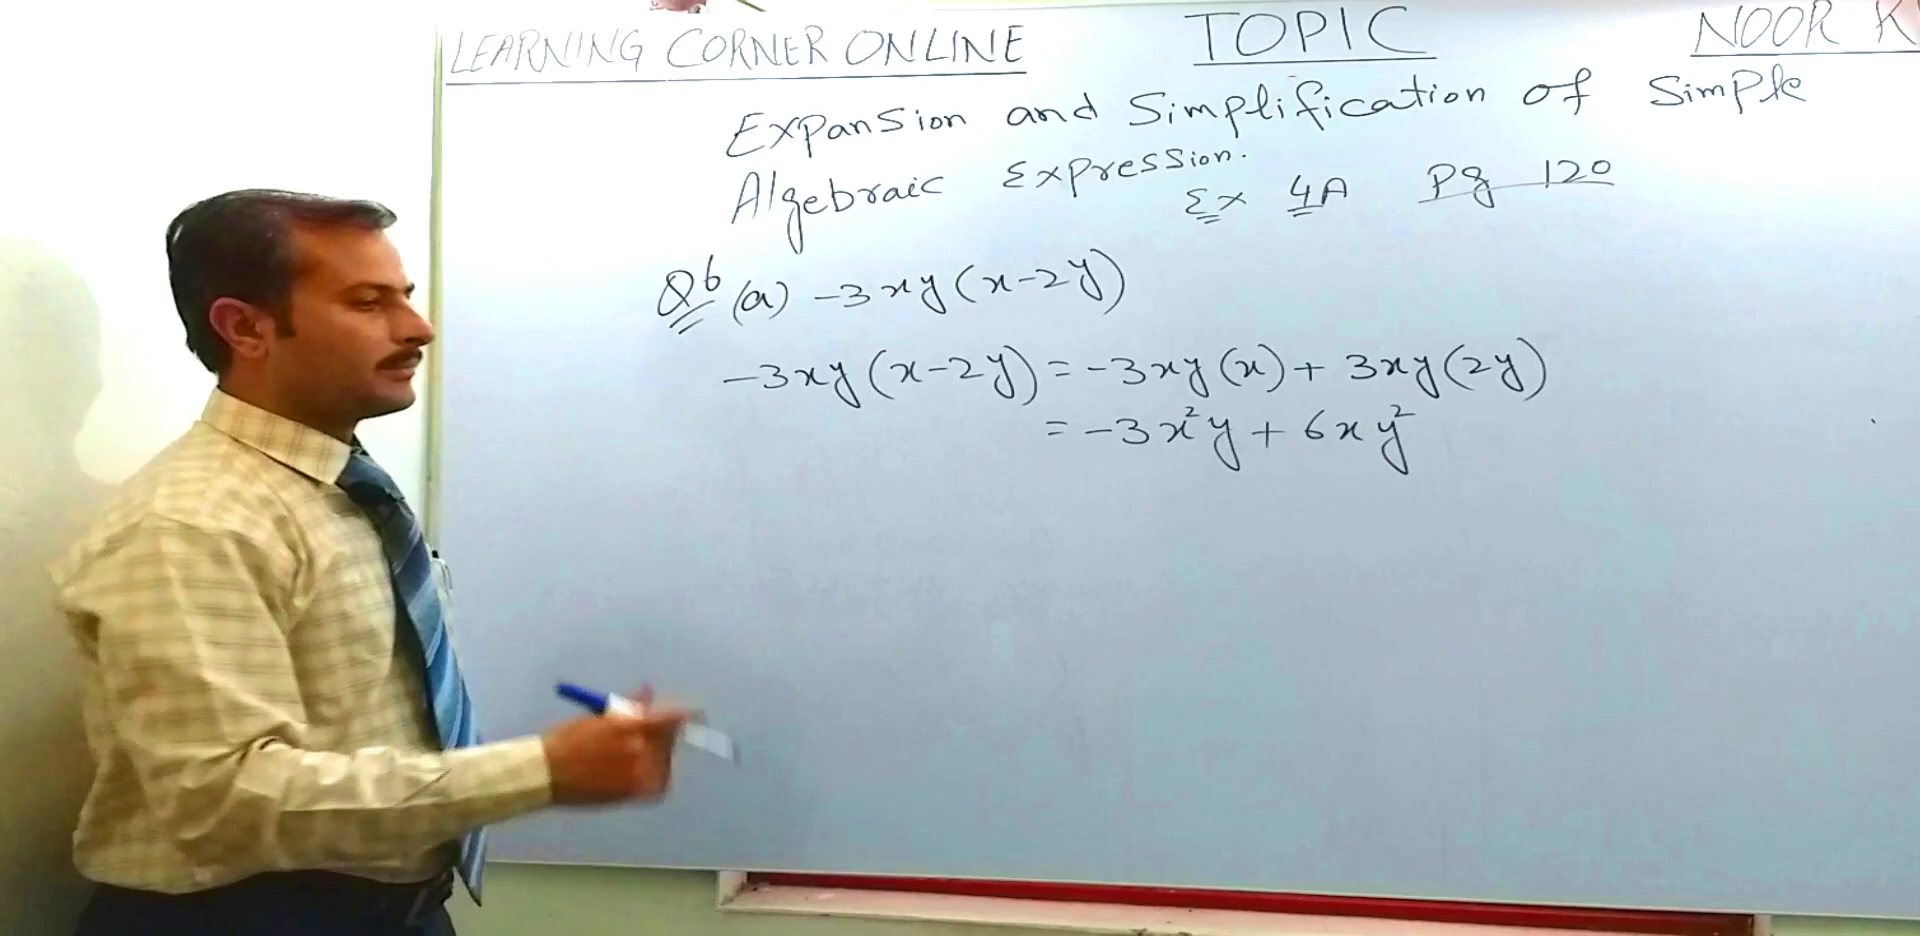 LEARNING CORNER ONLINE TOPIC NOOR K
Expansion and Simplification of Simple
Algebraic Expression.
Ex 4A Pg 120
Q6 (a) -3xy(x-2y)
-3xy(x-2y) = -3xy(x) + 3xy(2y)
= -3x²y + 6xy²